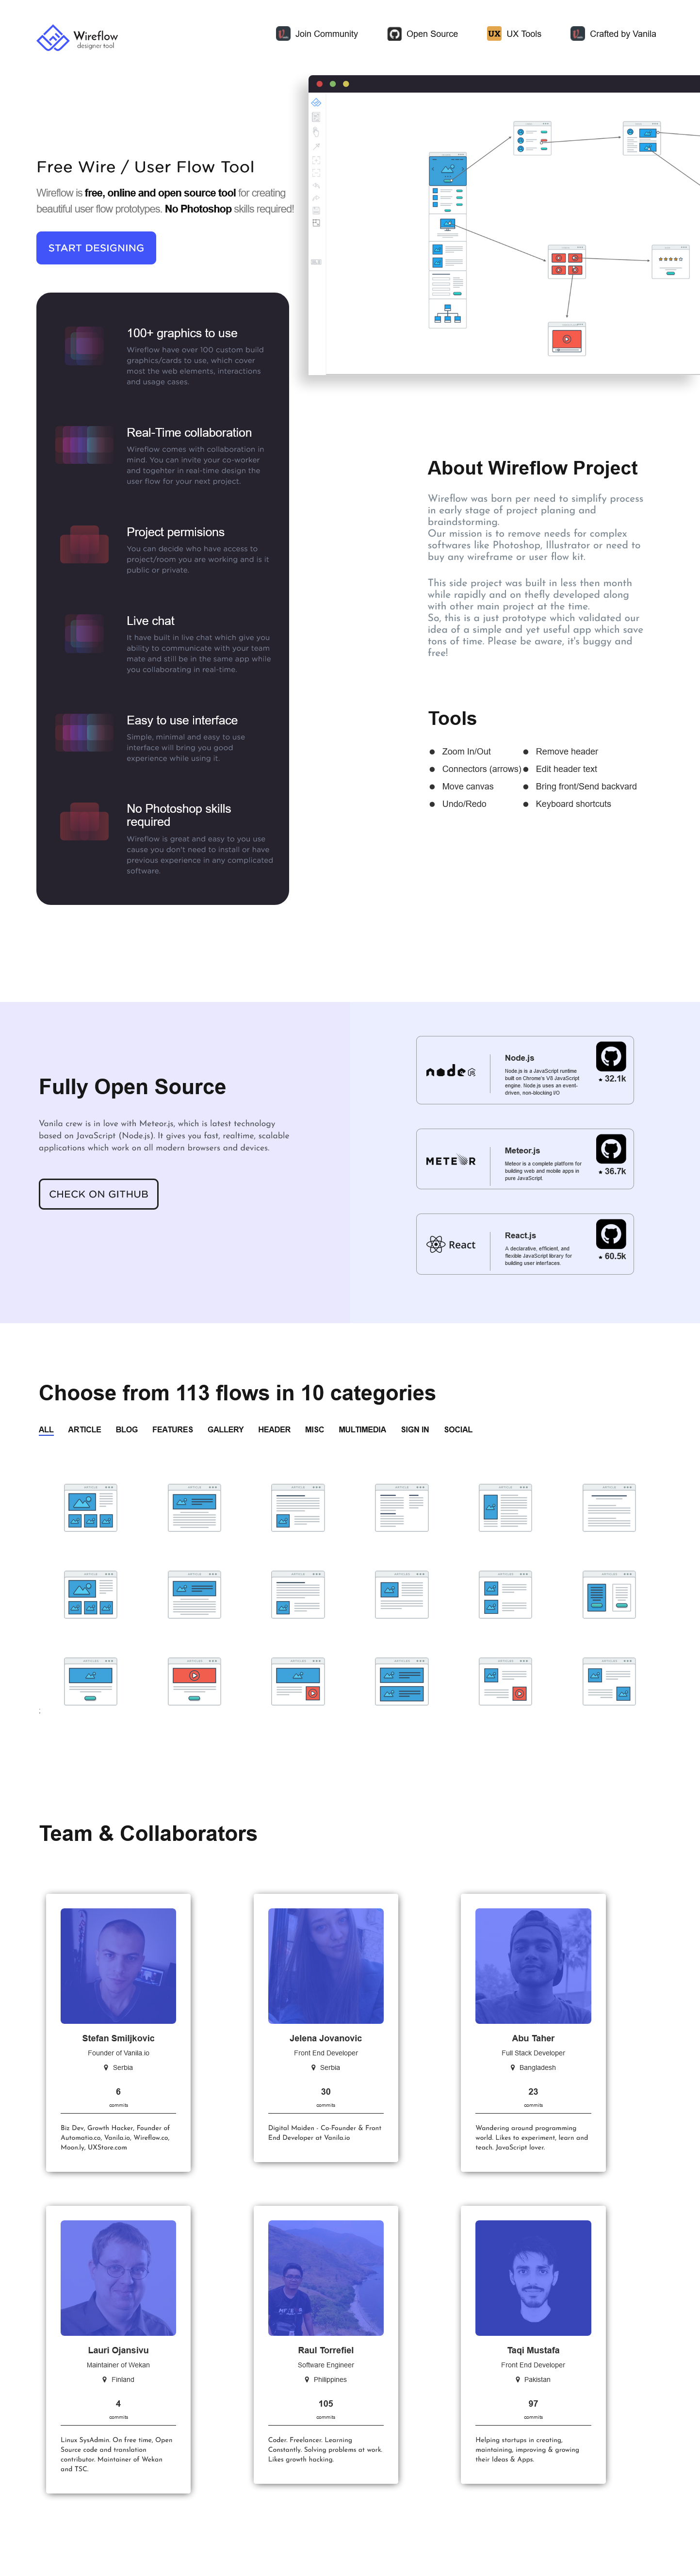 Wireflow
designer tool
Join Community
Open Source
UX
UX Tools
Crafted by Vanila
Free Wire / User Flow Tool
Wireflow is free, online and open source tool for creating
beautiful user flow prototypes. No Photoshop skills required!
START DESIGNING
100+ graphics to use
Wireflow have over 100 custom build
graphics/cards to use, which cover
most the web elements, interactions
and usage cases.
Real-Time collaboration
Wireflow comes with collaboration in
mind. You can invite your co-worker
and togehter in real-time design the
user flow for your next project.
Project permisions
You can decide who have access to
project/room you are working and is it
public or private.
Live chat
It have built in live chat which give you
ability to communicate with your team
mate and still be in the same app while
you collaborating in real-time.
Easy to use interface
Simple, minimal and easy to use
interface will bring you good
experience while using it.
No Photoshop skills
required
Wireflow is great and easy to you use
cause you don't need to install or have
previous experience in any complicated
software.
About Wireflow Project
Wireflow was born per need to simplify process
in early stage of project planing and
braindstorming.
Our mission is to remove needs for complex
softwares like Photoshop, Illustrator or need to
buy any wireframe or user flow kit.
This side project was built in less then month
while rapidly and on thefly developed along
with other main project at the time.
So, this is a just prototype which validated our
idea of a simple and yet useful app which save
tons of time. Please be aware, it's buggy and
free!
Tools
Zoom In/Out
Connectors (arrows)
Move canvas
Undo/Redo
Remove header
Edit header text
Bring front/Send backvard
Keyboard shortcuts
Fully Open Source
Vanila crew is in love with Meteor.js, which is latest technology
based on JavaScript (Node.js). It gives you fast, realtime, scalable
applications which work on all modern browsers and devices.
CHECK ON GITHUB
node
Node.js
Node.js is a JavaScript runtime
built on Chrome's V8 JavaScript
engine. Node.js uses an event-
driven, non-blocking I/O
★ 32.1k
METEOR
Meteor.js
Meteor is a complete platform for
building web and mobile apps in
pure JavaScript.
★ 36.7k
React
React.js
A declarative, efficient, and
flexible JavaScript library for
building user interfaces.
★ 60.5k
Choose from 113 flows in 10 categories
ALL ARTICLE BLOG FEATURES GALLERY HEADER MISC MULTIMEDIA SIGN IN SOCIAL
ARTICLE ARTICLE ARTICLE ARTICLE ARTICLE ARTICLE
ARTICLE ARTICLE ARTICLE ARTICLE ARTICLE ARTICLE
ARTICLES ARTICLES ARTICLES ARTICLES ARTICLES ARTICLES
Team & Collaborators
Stefan Smiljkovic
Founder of Vanila.io
Serbia
6
commits
Biz Dev, Growth Hacker, Founder of
Automatio.co, Vanila.io, Wireflow.co,
Moon.ly, UXStore.com
Jelena Jovanovic
Front End Developer
Serbia
30
commits
Digital Maiden - Co-Founder & Front
End Developer at Vanila.io
Abu Taher
Full Stack Developer
Bangladesh
23
commits
Wandering around programming
world. Likes to experiment, learn and
teach. JavaScript lover.
Lauri Ojansivu
Maintainer of Wekan
Finland
4
commits
Linux SysAdmin. On free time, Open
Source code and translation
contributor. Maintainer of Wekan
and TSC.
Raul Torrefiel
Software Engineer
Philippines
105
commits
Coder. Freelancer. Learning
Constantly. Solving problems at work.
Likes growth hacking.
Taqi Mustafa
Front End Developer
Pakistan
97
commits
Helping startups in creating,
maintaining, improving & growing
their Ideas & Apps.